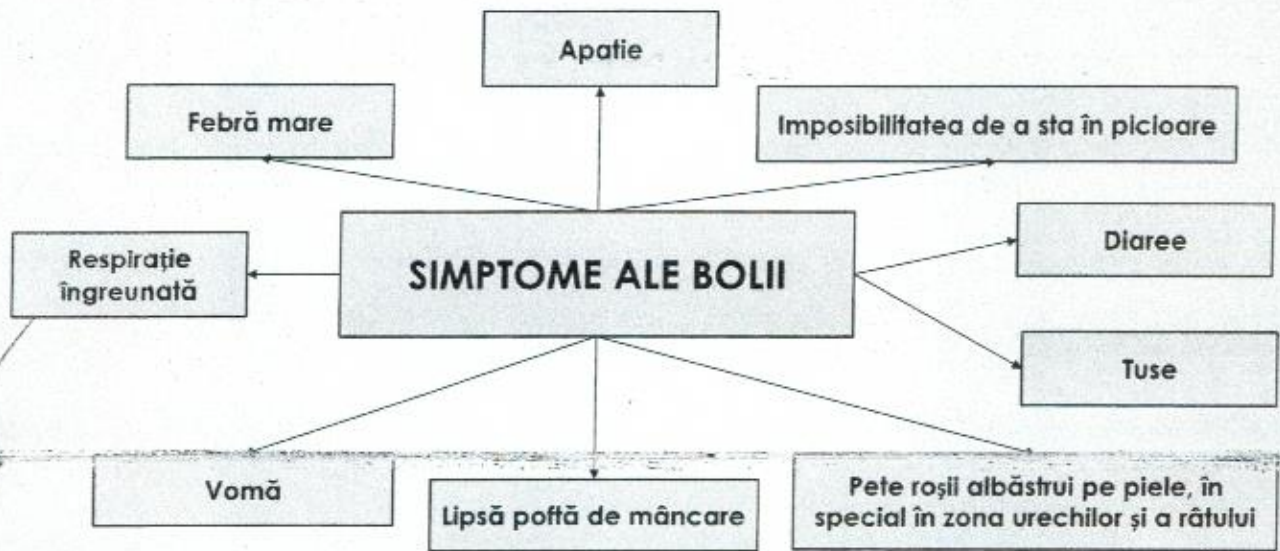 Apatie
Febră mare
Imposibilitatea de a sta în picioare
SIMPTOME ALE BOLII
Respirație
îngreunată
Diaree
Tuse
Vomă
Lipsă poftă de mâncare
Pete roșii albăstrui pe piele, în
special în zona urechilor și a râtului